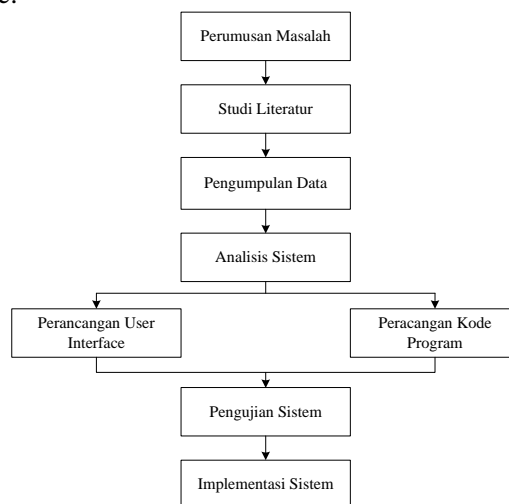 c.
Perumusan Masalah
Studi Literatur
Pengumpulan Data
Analisis Sistem
Perancangan User
Interface
Peracangan Kode
Program
Pengujian Sistem
Implementasi Sistem